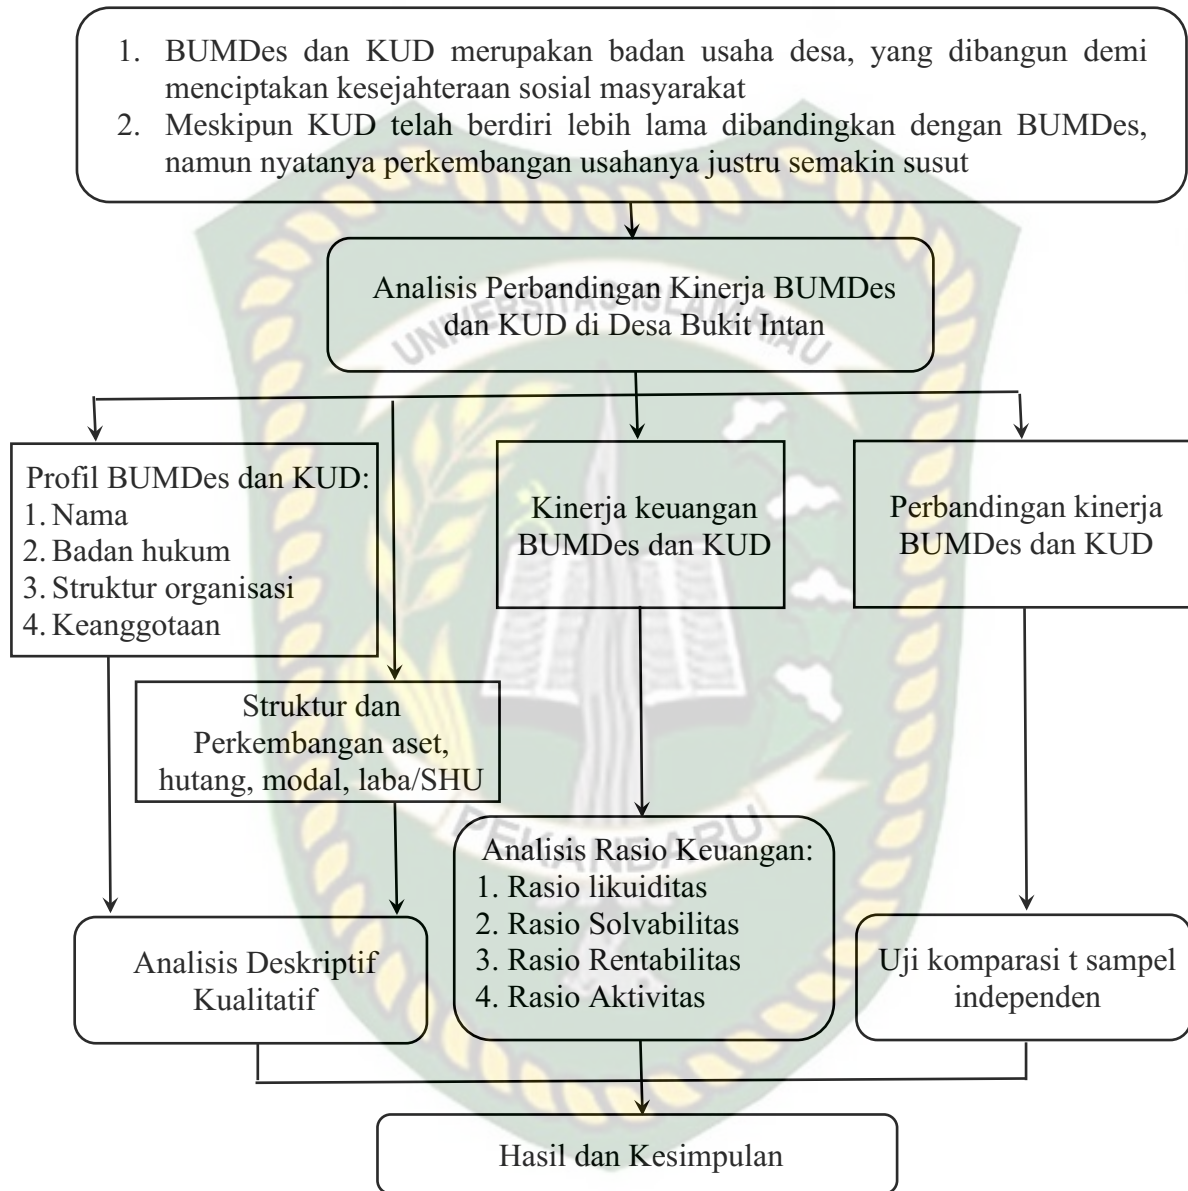 1. BUMDes dan KUD merupakan badan usaha desa, yang dibangun demi
menciptakan kesejahteraan sosial masyarakat
2. Meskipun KUD telah berdiri lebih lama dibandingkan dengan BUMDes,
namun nyatanya perkembangan usahanya justru semakin susut
Analisis Perbandingan Kinerja BUMDes
dan KUD di Desa Bukit Intan
UNIVERSITAS ISLAM RIAU
Profil BUMDes dan KUD:
1. Nama
2. Badan hukum
3. Struktur organisasi
4. Keanggotaan
Kinerja keuangan
BUMDes dan KUD
Perbandingan kinerja
BUMDes dan KUD
Struktur dan
Perkembangan aset,
hutang, modal, laba/SHU
PEKANBARU
Analisis Rasio Keuangan:
1. Rasio likuiditas
2. Rasio Solvabilitas
3. Rasio Rentabilitas
4. Rasio Aktivitas
Analisis Deskriptif
Kualitatif
Uji komparasi t sampel
independen
Hasil dan Kesimpulan